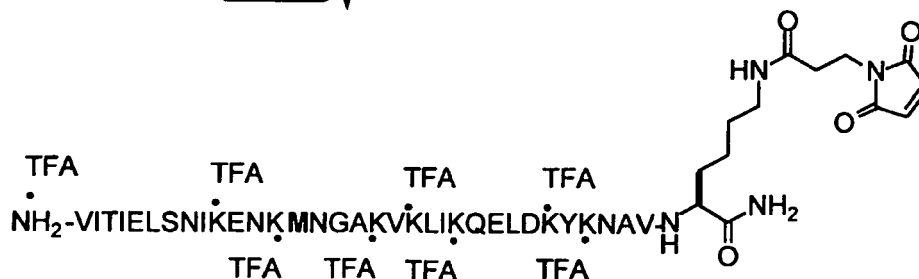 O O
HN N
O
TFA TFA TFA TFA
NH₂-VITIELSNIKENKMNGAKVKLIKQELDKYKNAV-N NH₂
H O
TFA TFA TFA TFA